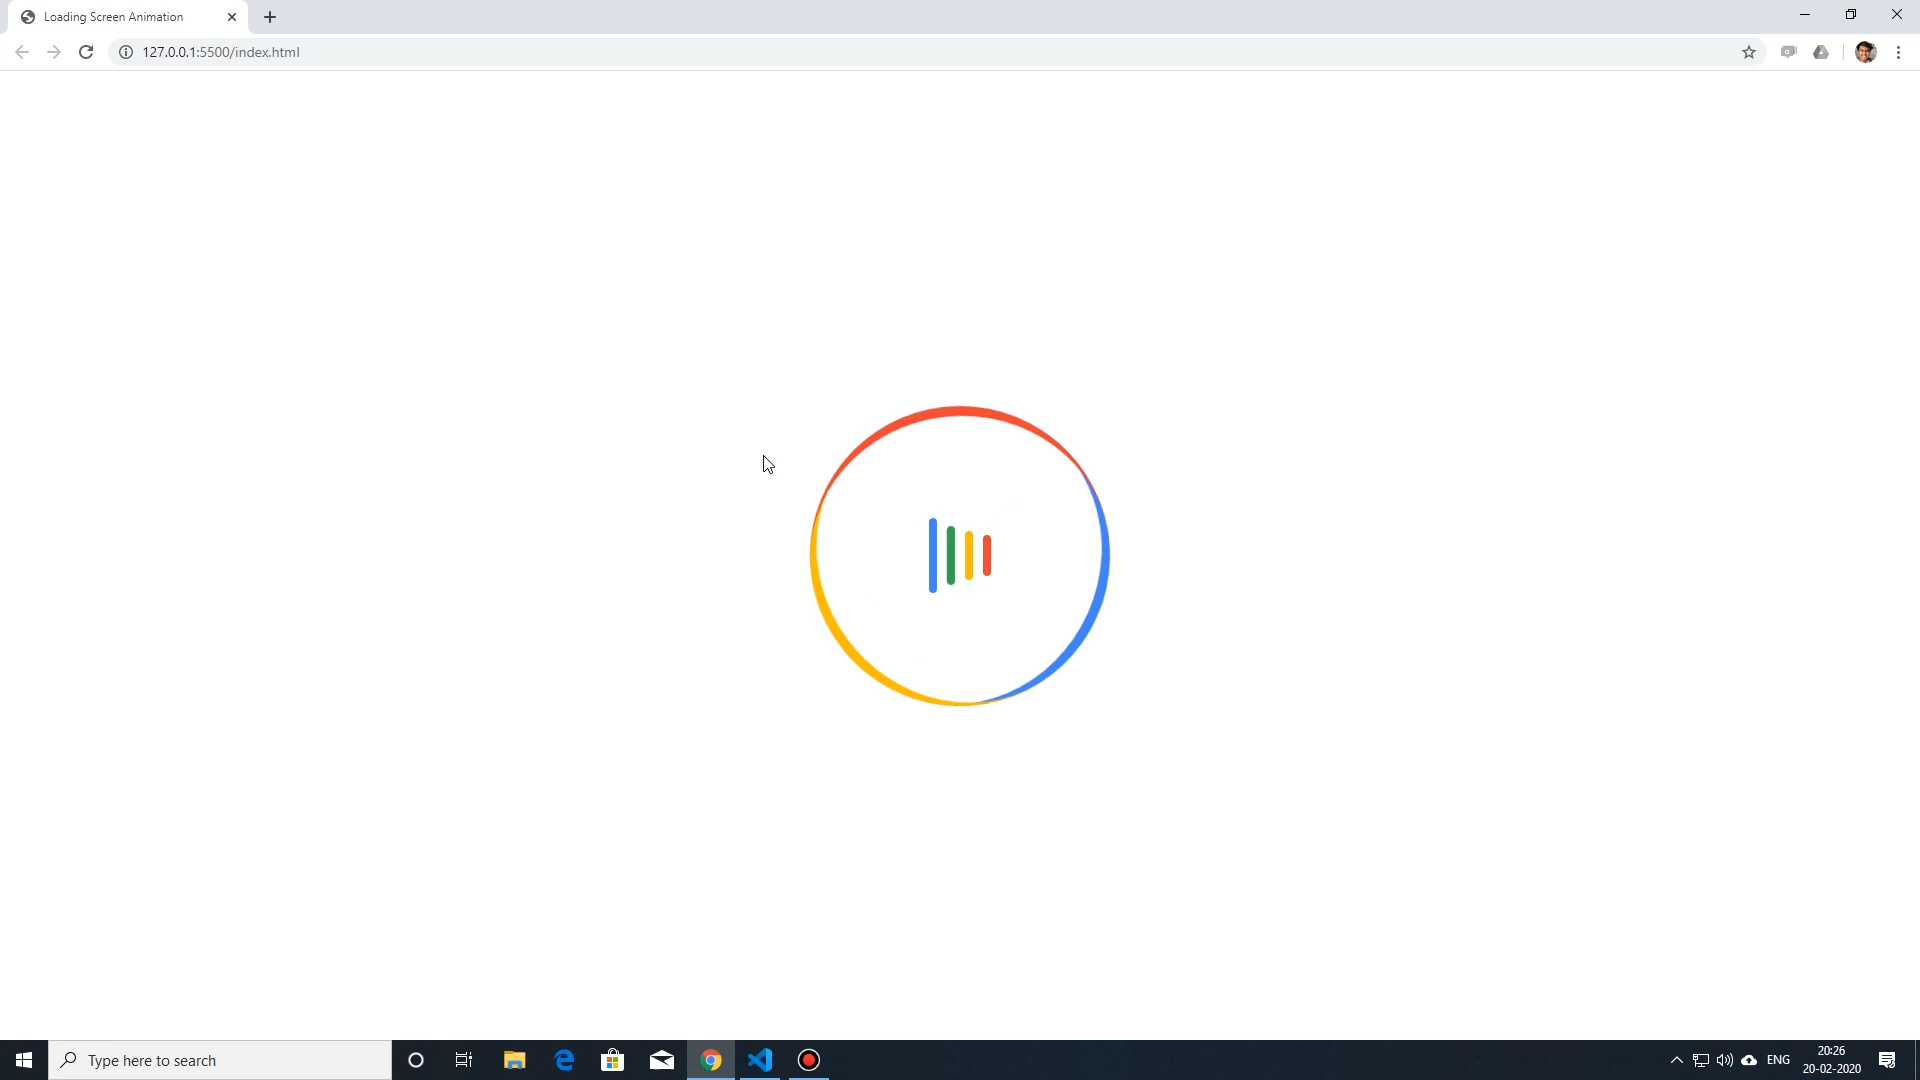 Loading Screen Animation
127.0.0.1:5500/index.html
Type here to search
ENG
20:26
20-02-2020